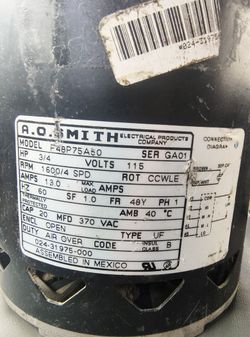 024-31975
A.O. SMITH ELECTRICAL PRODUCTS COMPANY
MODEL F48P75A50
HP 3/4 VOLTS 115 SER GA01
RPM 1600/4 SPD ROT CCWLE
AMPS 13.0 MAX LOAD AMPS
HZ 60 SF 1.0 FR 48Y PH 1
CAP 20 MFD 370 VAC AMB 40 °C
ENCL OPEN TYPE UF
DUTY AIR OVER CODE INSUL CLASS B
024-31975-000
ASSEMBLED IN MEXICO
CONNECTION
DIAGRAM